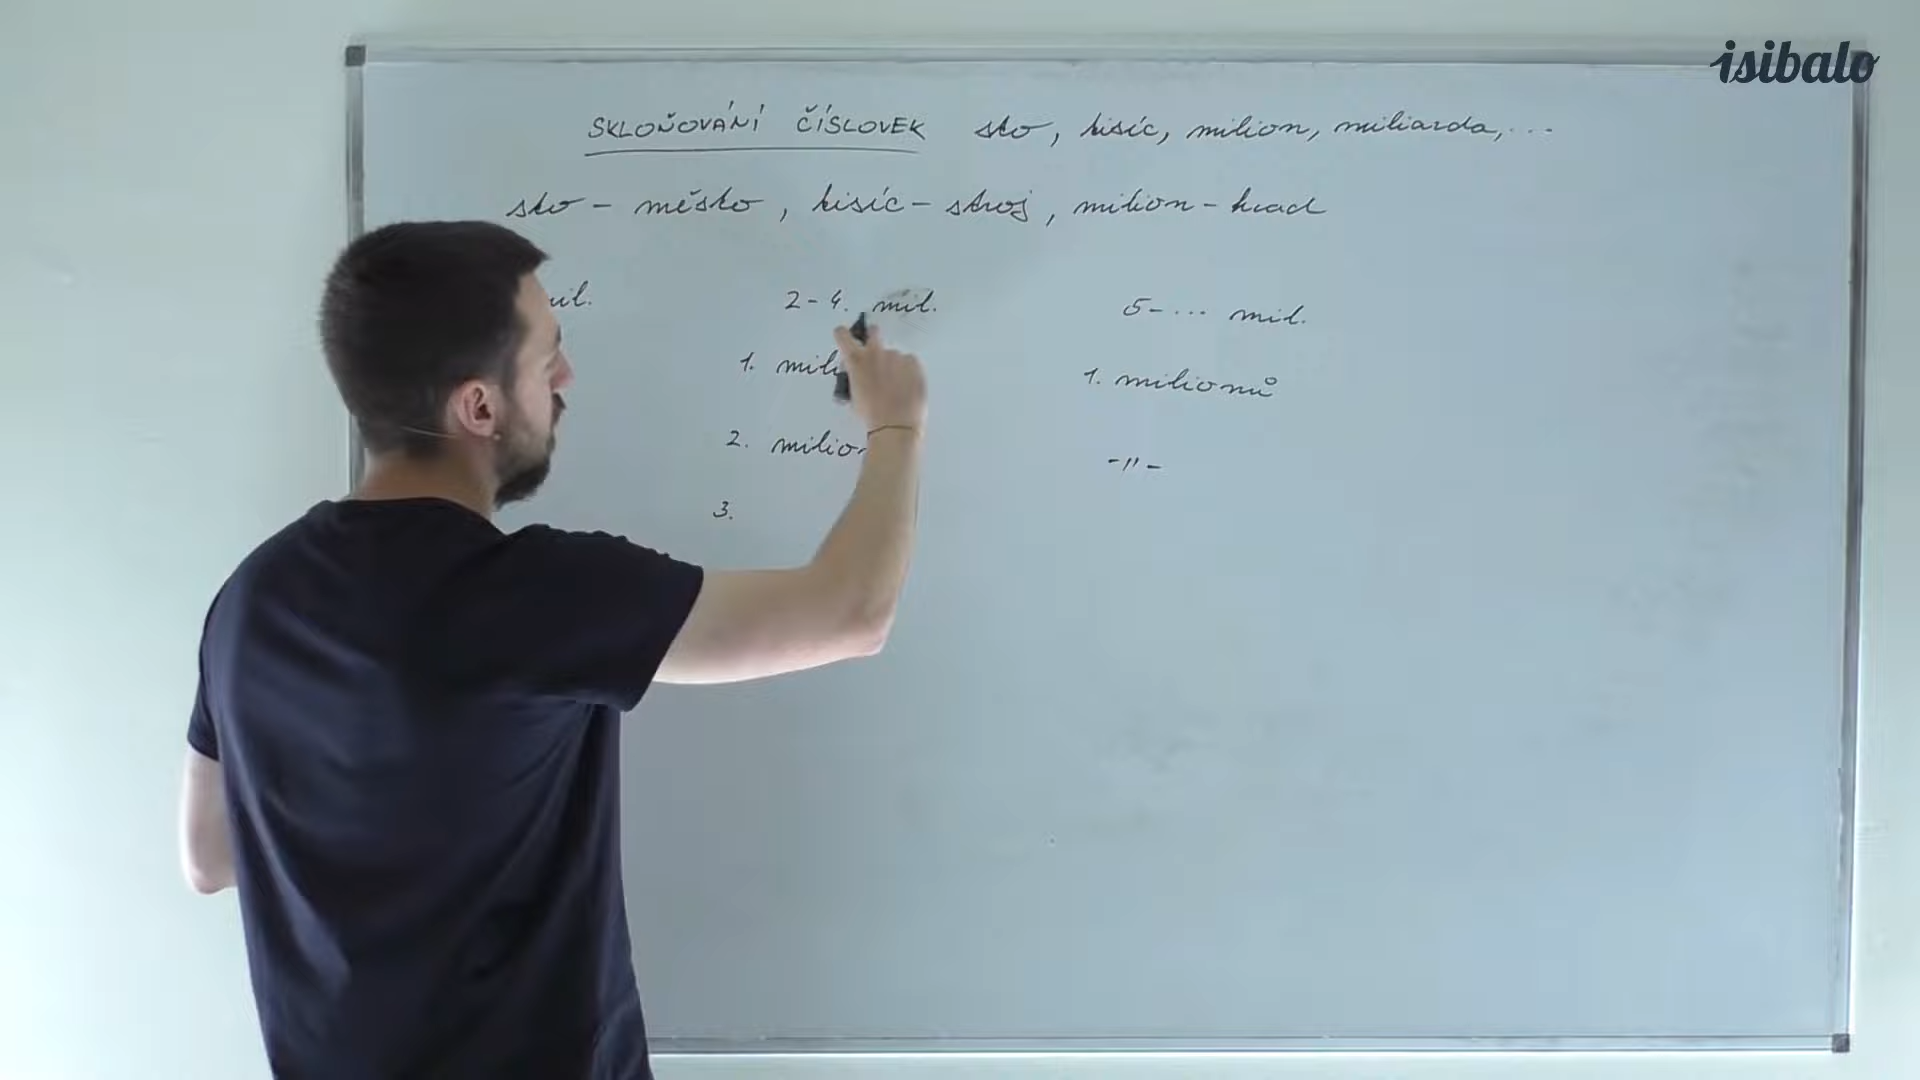 isibalo
SKLOŇOVÁNÍ ČÍSLOVEK sto, tisíc, milion, miliarda, ...
sto - město, tisíc - stroj, milion - hrad
2 - 4. mil.
5 - ... mil.
1.
1. milionů
2.
- " -
3.